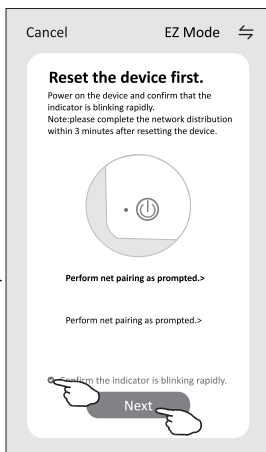 Cancel EZ Mode
Reset the device first.
Power on the device and confirm that the
indicator is blinking rapidly.
Note:please complete the network distribution
within 3 minutes after resetting the device.
Perform net pairing as prompted.>
Perform net pairing as prompted.>
Confirm the indicator is blinking rapidly.
Next